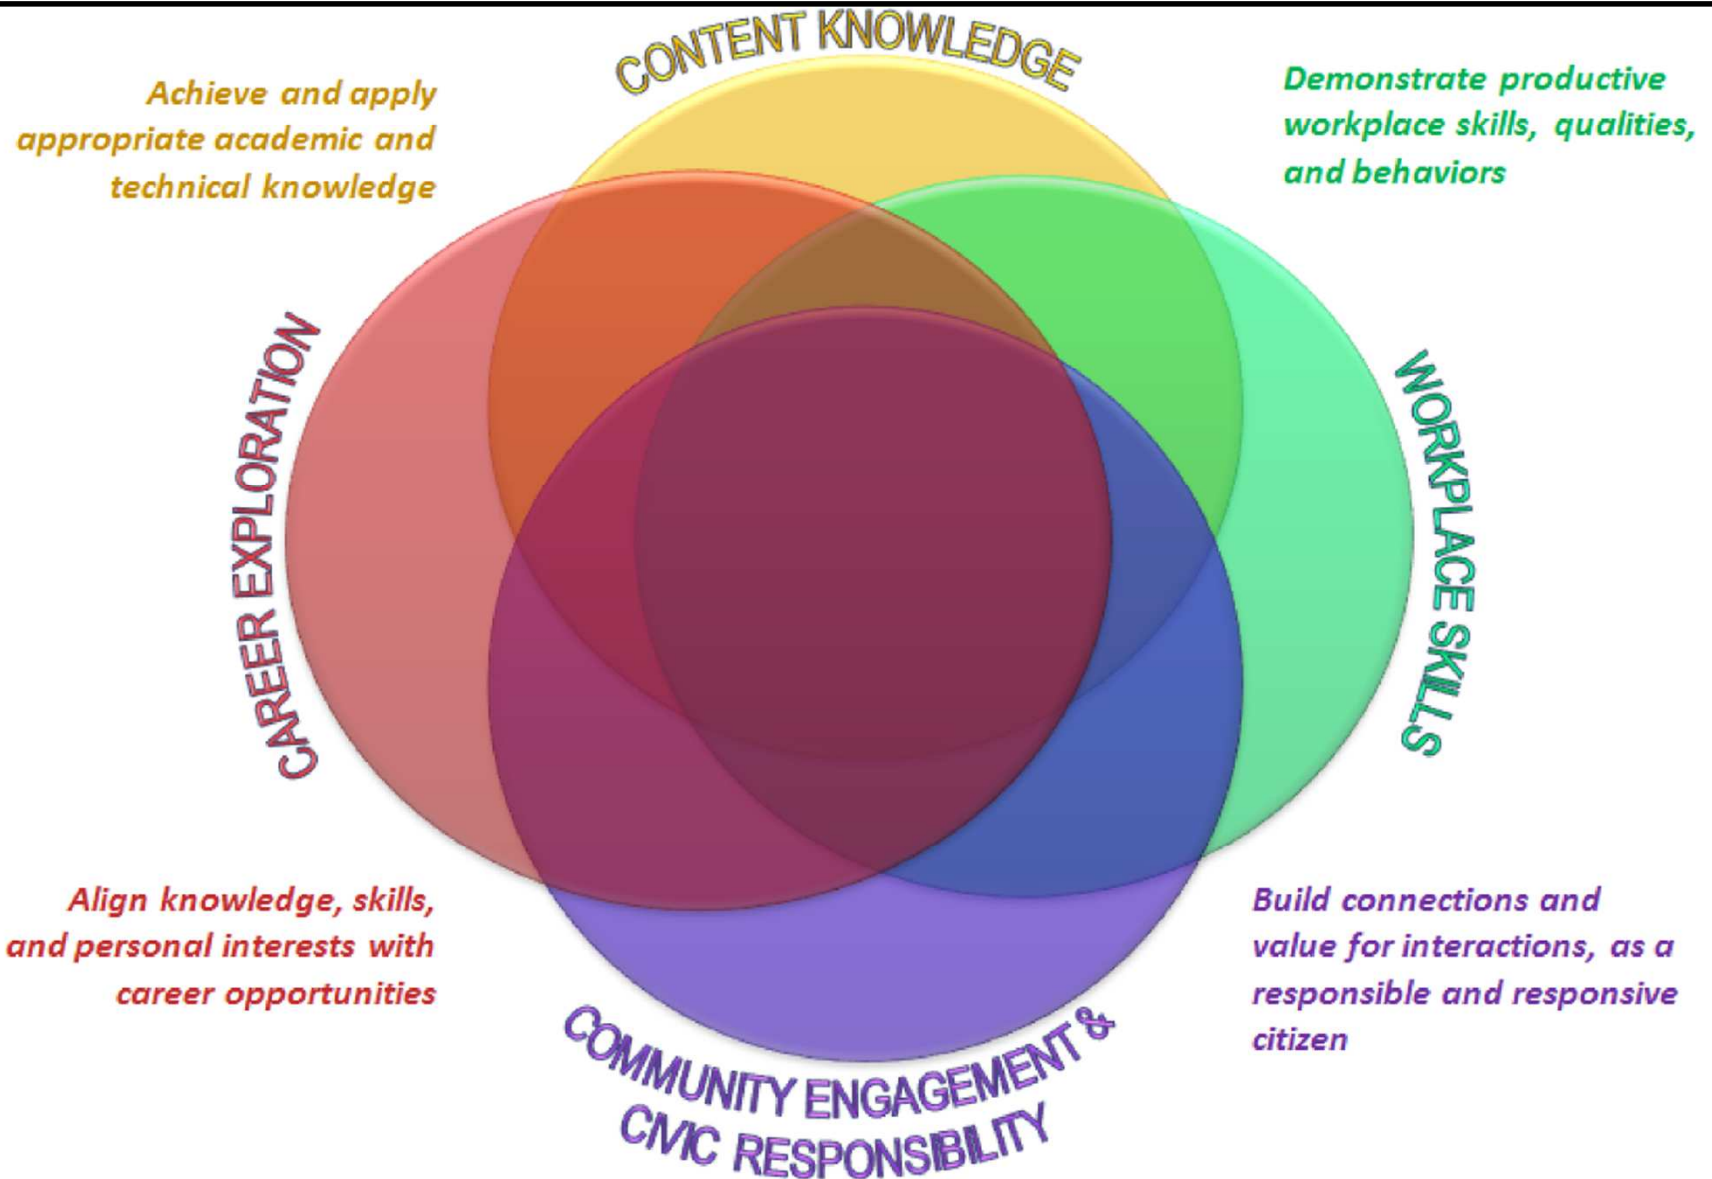 CONTENT KNOWLEDGE
Achieve and apply
appropriate academic and
technical knowledge
Demonstrate productive
workplace skills, qualities,
and behaviors
CAREER EXPLORATION
WORKPLACE SKILLS
Align knowledge, skills,
and personal interests with
career opportunities
Build connections and
value for interactions, as a
responsible and responsive
citizen
COMMUNITY ENGAGEMENT &
CIVIC RESPONSIBILITY